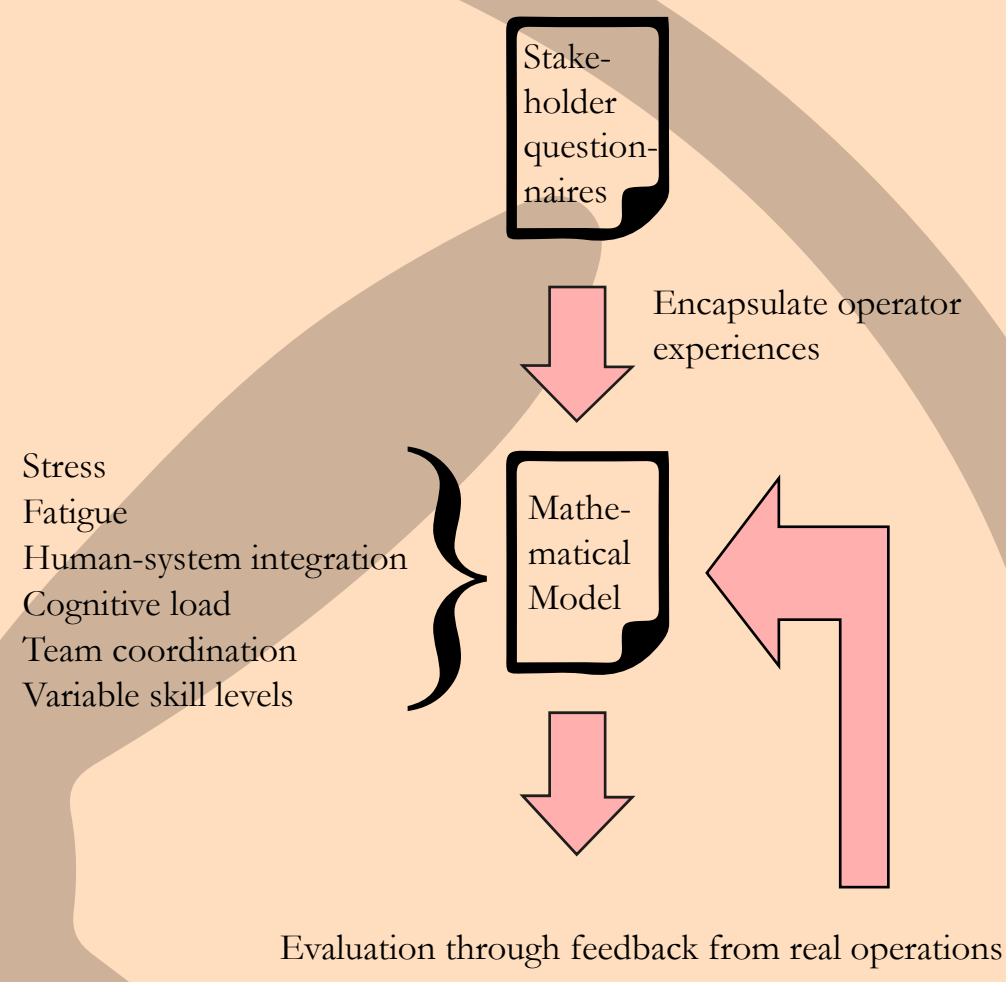 Stake-
holder
question-
naires
Encapsulate operator
experiences
Stress
Fatigue
Human-system integration
Cognitive load
Team coordination
Variable skill levels
Mathe-
matical
Model
Evaluation through feedback from real operations